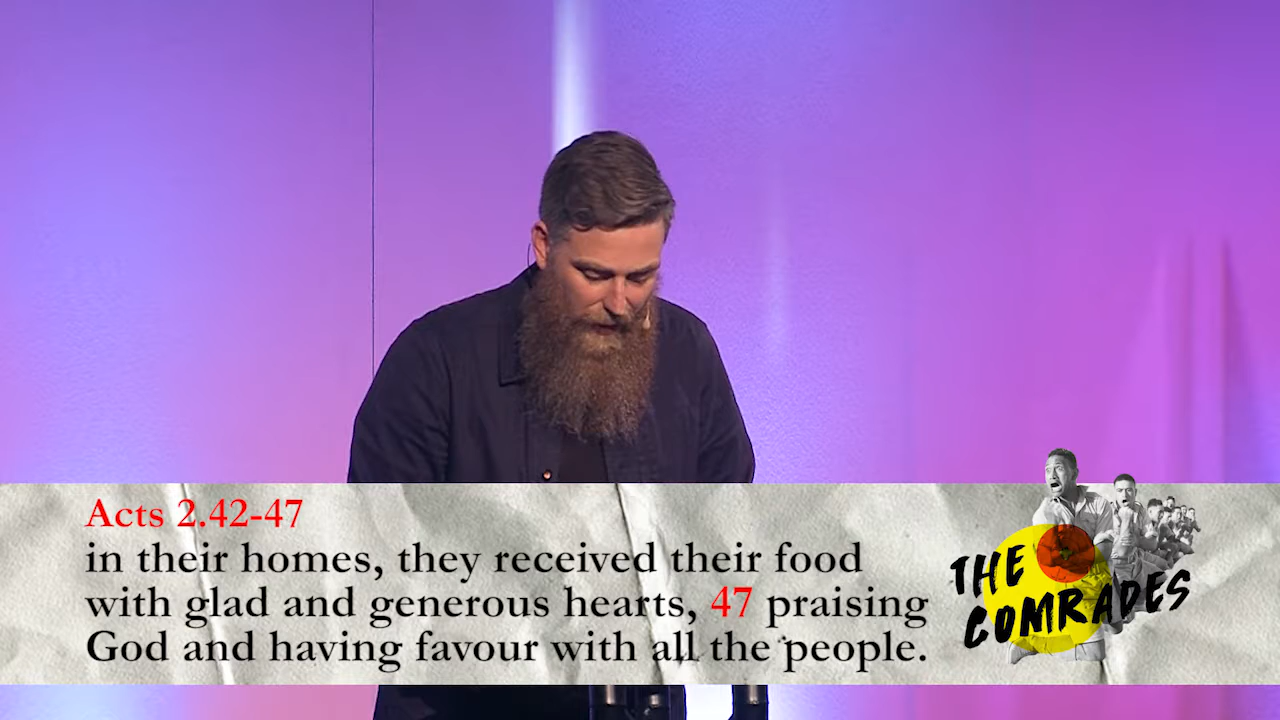 Acts 2.42-47
in their homes, they received their food
with glad and generous hearts, 47 praising
God and having favour with all the people.
THE
COMRADES